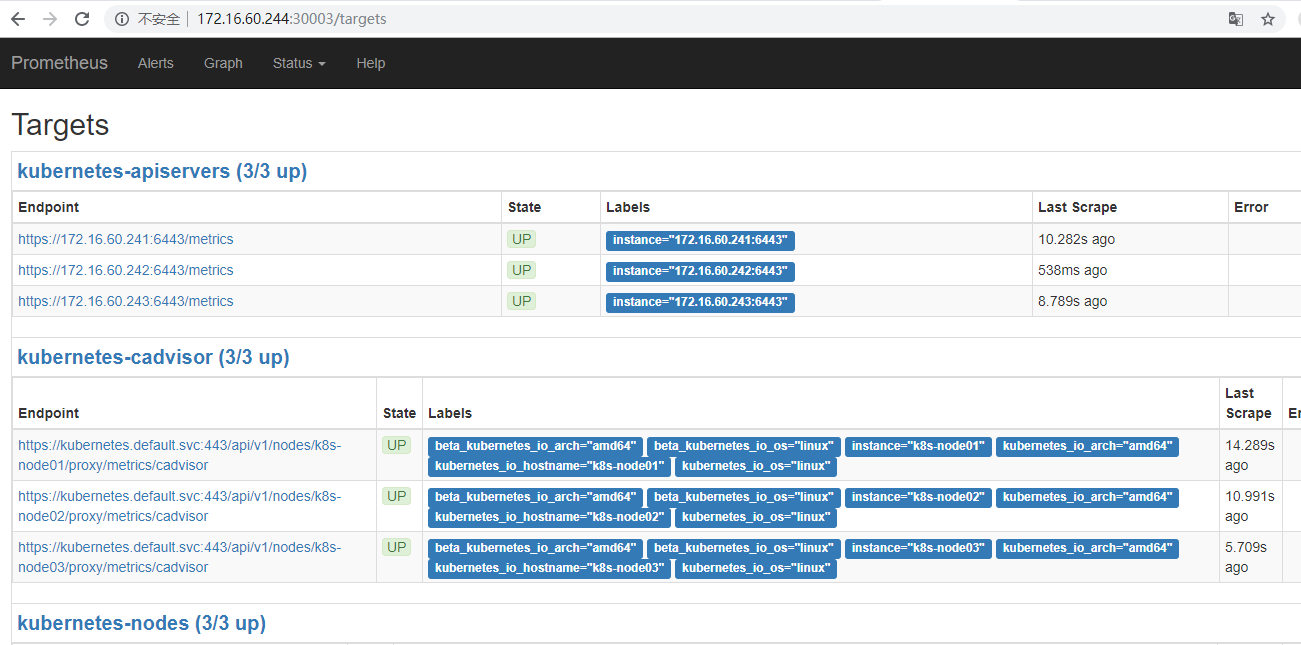 不安全 172.16.60.244:30003/targets
Prometheus Alerts Graph Status Help
Targets
kubernetes-apiservers (3/3 up)
Endpoint State Labels Last Scrape Error
https://172.16.60.241:6443/metrics UP instance="172.16.60.241:6443" 10.282s ago
https://172.16.60.242:6443/metrics UP instance="172.16.60.242:6443" 538ms ago
https://172.16.60.243:6443/metrics UP instance="172.16.60.243:6443" 8.789s ago
kubernetes-cadvisor (3/3 up)
Last
Endpoint State Labels Scrape
https://kubernetes.default.svc:443/api/v1/nodes/k8s- UP beta_kubernetes_io_arch="amd64" beta_kubernetes_io_os="linux" instance="k8s-node01" kubernetes_io_arch="amd64" 14.289s
node01/proxy/metrics/cadvisor kubernetes_io_hostname="k8s-node01" kubernetes_io_os="linux" ago
https://kubernetes.default.svc:443/api/v1/nodes/k8s- UP beta_kubernetes_io_arch="amd64" beta_kubernetes_io_os="linux" instance="k8s-node02" kubernetes_io_arch="amd64" 10.991s
node02/proxy/metrics/cadvisor kubernetes_io_hostname="k8s-node02" kubernetes_io_os="linux" ago
https://kubernetes.default.svc:443/api/v1/nodes/k8s- UP beta_kubernetes_io_arch="amd64" beta_kubernetes_io_os="linux" instance="k8s-node03" kubernetes_io_arch="amd64" 5.709s
node03/proxy/metrics/cadvisor kubernetes_io_hostname="k8s-node03" kubernetes_io_os="linux" ago
kubernetes-nodes (3/3 up)